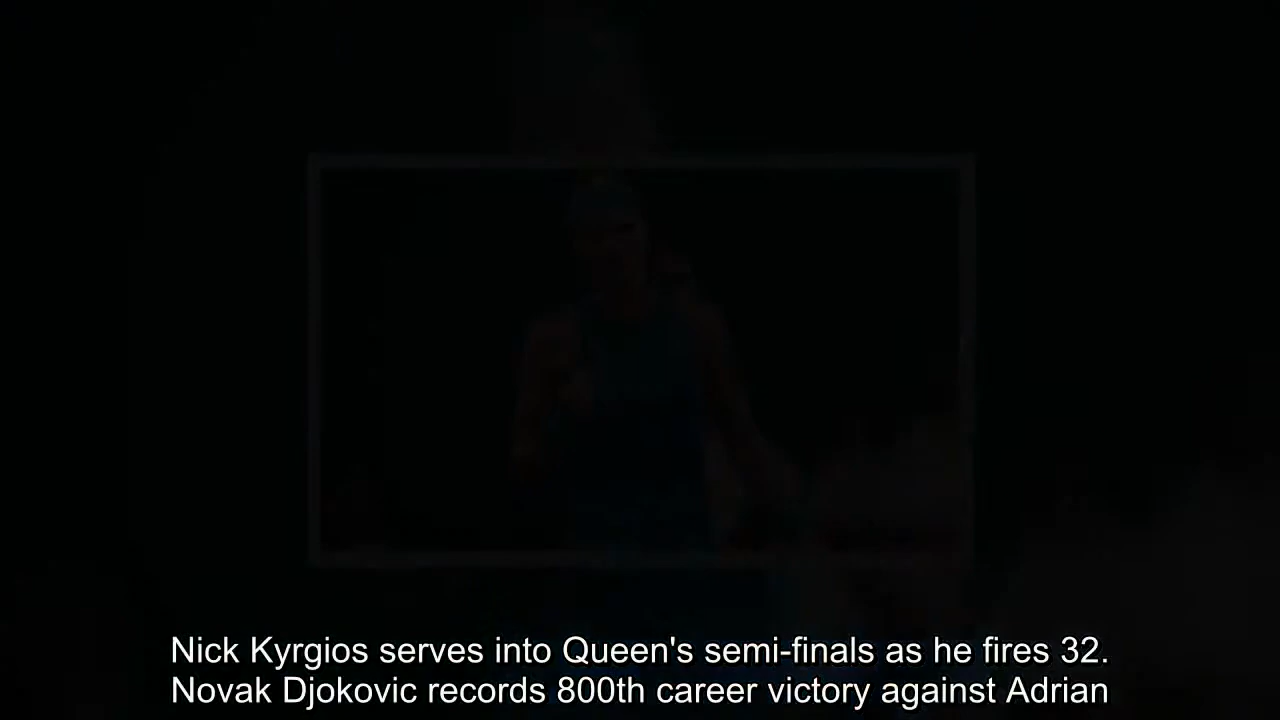 Nick Kyrgios serves into Queen's semi-finals as he fires 32.
Novak Djokovic records 800th career victory against Adrian